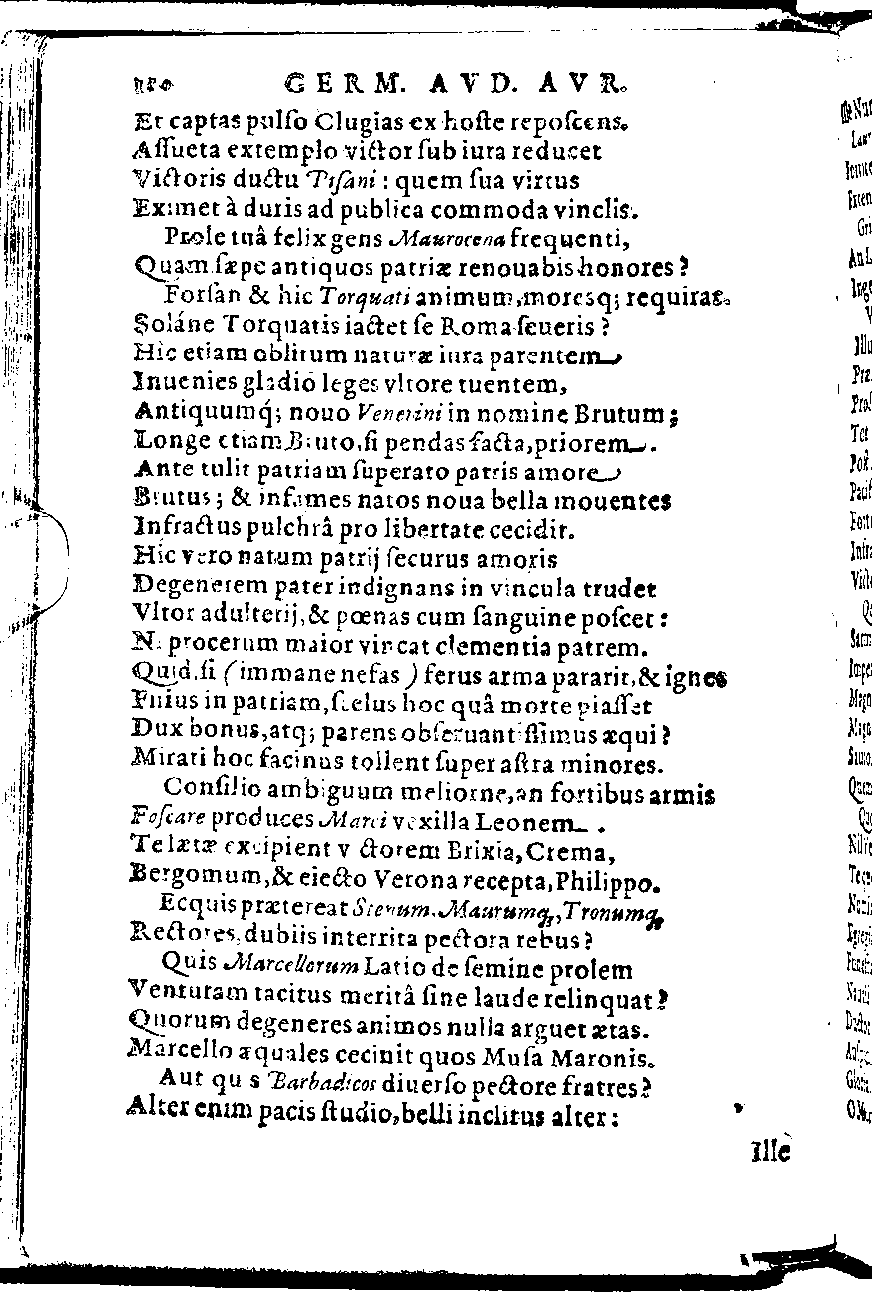 GERM. AVD. AVR.
Et captas pulſo Clugias ex hoſte repoſcens.
Aſſueta extemplo victor ſub iura reducet
Victoris ductu Piſani : quem ſua virtus
Eximet à duris ad publica commoda vinclis.
Prole tuâ felix gens Maurocena frequenti,
Quàm ſæpe antiquos patriæ renouabis honores?
Forſan & hic Torquati animum, moresq; requiras.
Soláne Torquatis iactet ſe Roma ſeueris?
Hic etiam oblitum naturæ iura parentem
Inuenies gladio leges vltore tuentem,
Antiquumq́; nouo Venerini in nomine Brutum;
Longe etiam Bruto, ſi pendas facta, priorem.
Ante tulit patriam ſuperato patris amore
Brutus; & infames natos noua bella mouentes
Infractus pulchrâ pro libertate cecidit.
Hic vero natum patrij ſecurus amoris
Degenerem pater indignans in vincula trudet
Vltor adulterij, & pœnas cum ſanguine poſcet:
Ni procerum maior vincat clementia patrem.
Quid, ſi (immane nefas) ferus arma pararit, & ignes
Filius in patriam, ſcelus hoc quâ morte piaſſet
Dux bonus, atq; parens obſeruantiſſimus æqui?
Mirati hoc facinus tollent ſuper aſtra minores.
Conſilio ambiguum meliorne, an fortibus armis
Foſcare produces Marci vexilla Leonem.
Te lætæ excipient victorem Brixia, Crema,
Bergomum, & eiecto Verona recepta, Philippo.
Ecquis prætereat Stenum, Maurumq, Tronumq
Rectores, dubiis interrita pectora rebus?
Quis Marcellorum Latio de ſemine prolem
Venturam tacitus meritâ ſine laude relinquat?
Quorum degeneres animos nulla arguet ætas.
Marcello æquales cecinit quos Muſa Maronis.
Aut quis Barbadicos diuerſo pectore fratres?
Alter enim pacis ſtudio, belli inclitus alter:
Ille